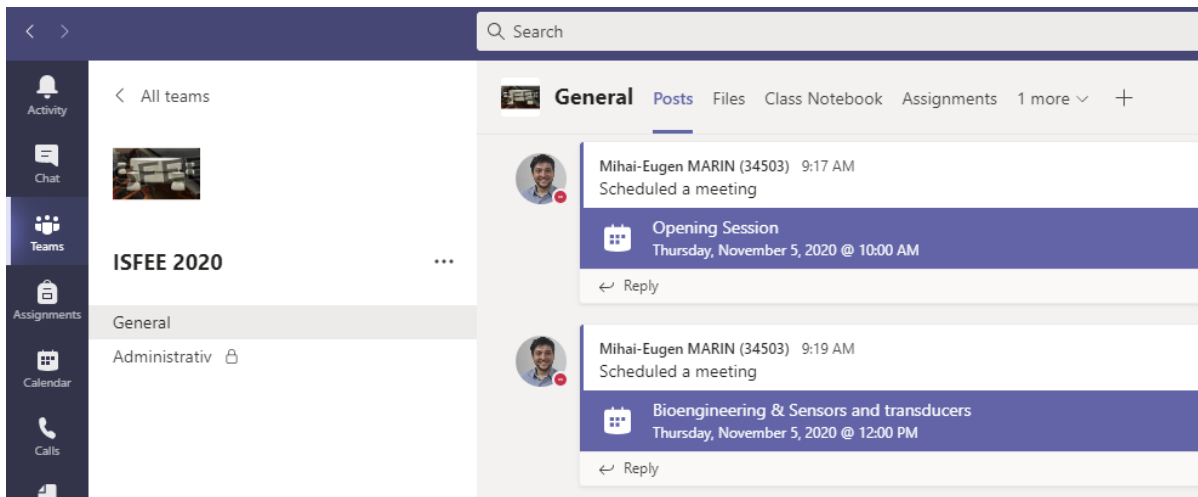 Search
Activity
Chat
Teams
Assignments
Calendar
Calls
All teams
ISFEE
ISFEE 2020
General
Administrativ
General Posts Files Class Notebook Assignments 1 more
Mihai-Eugen MARIN (34503) 9:17 AM
Scheduled a meeting
Opening Session
Thursday, November 5, 2020 @ 10:00 AM
Reply
Mihai-Eugen MARIN (34503) 9:19 AM
Scheduled a meeting
Bioengineering & Sensors and transducers
Thursday, November 5, 2020 @ 12:00 PM
Reply